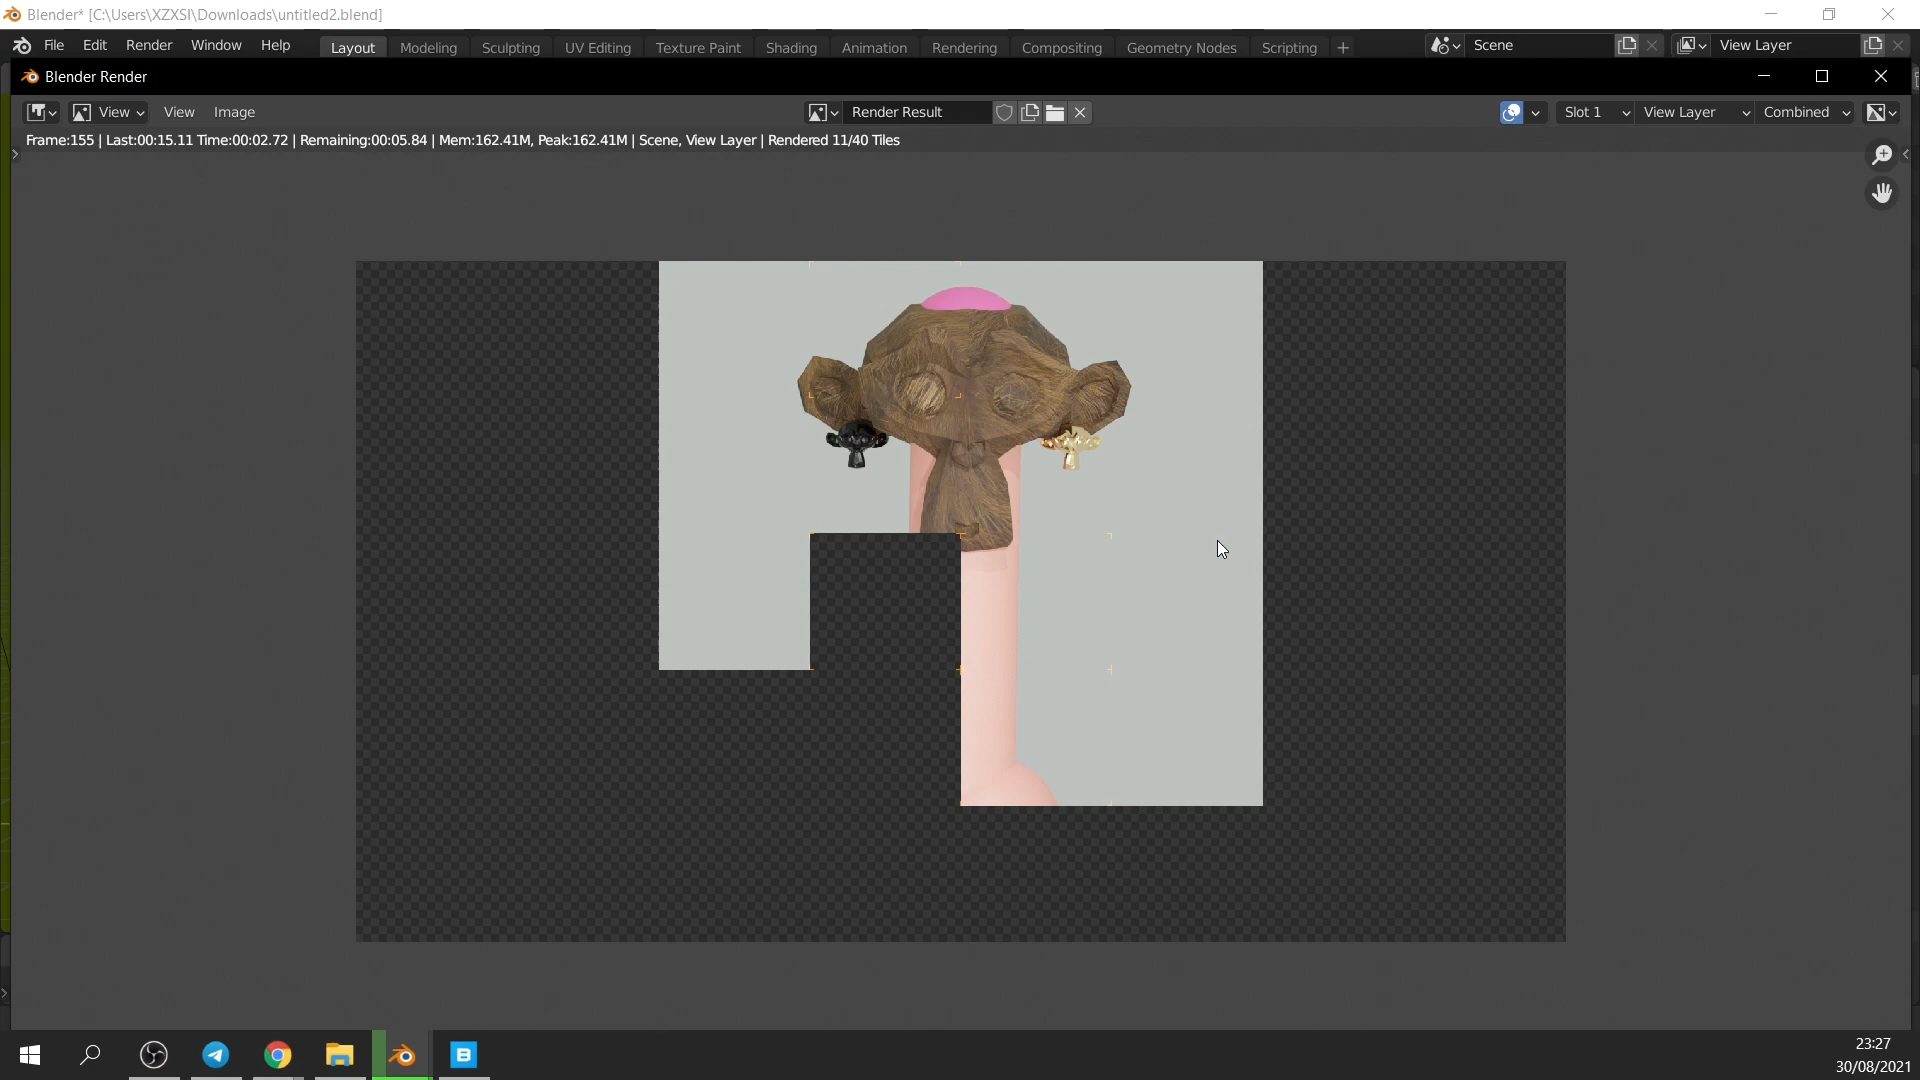 Blender* [C:\Users\XZXSI\Downloads\untitled2.blend]
File Edit Render Window Help Layout Modeling Sculpting UV Editing Texture Paint Shading Animation Rendering Compositing Geometry Nodes Scripting + Scene View Layer
Blender Render
View View Image Render Result Slot 1 View Layer Combined
Frame:155 | Last:00:15.11 Time:00:02.72 | Remaining:00:05.84 | Mem:162.41M, Peak:162.41M | Scene, View Layer | Rendered 11/40 Tiles
B
23:27
30/08/2021